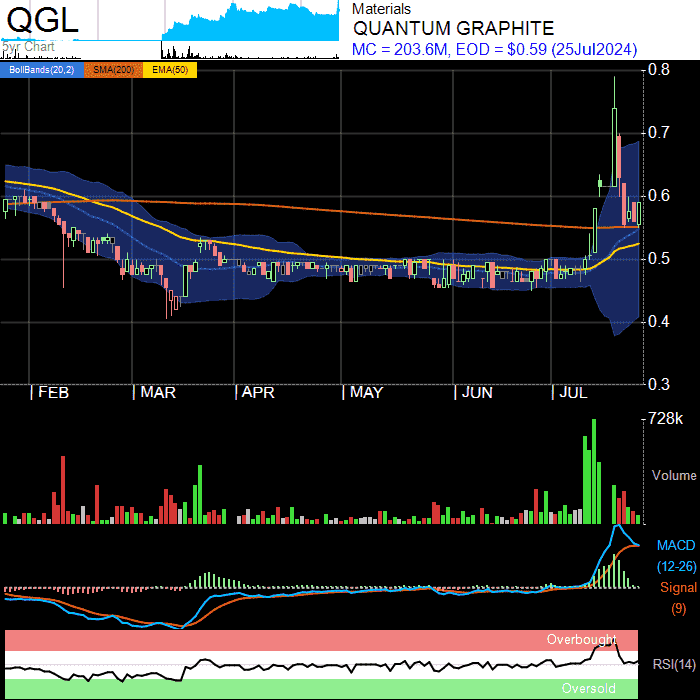 QGL
5yr Chart
Materials
QUANTUM GRAPHITE
MC = 203.6M, EOD = $0.59 (25Jul2024)
BollBands(20,2) SMA(200) EMA(50)
0.8
0.7
0.6
0.5
0.4
0.3
FEB MAR APR MAY JUN JUL
728k
Volume
MACD
(12-26)
Signal
(9)
Overbought
RSI(14)
Oversold